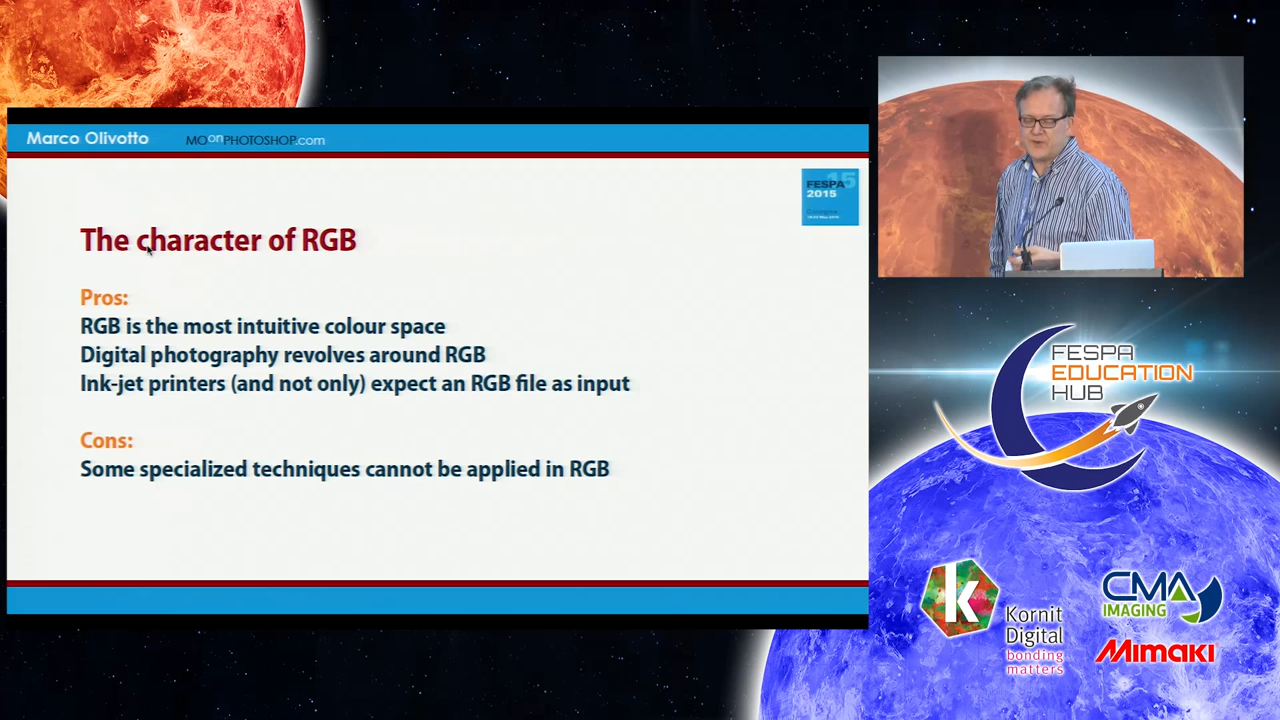 Marco Olivotto
MOonPHOTOSHOP.com
15
FESPA
2015
The character of RGB
Pros:
RGB is the most intuitive colour space
Digital photography revolves around RGB
Ink-jet printers (and not only) expect an RGB file as input
Cons:
Some specialized techniques cannot be applied in RGB
FESPA
EDUCATION
HUB
k
Kornit
Digital
bonding
matters
CMA
IMAGING
Mimaki